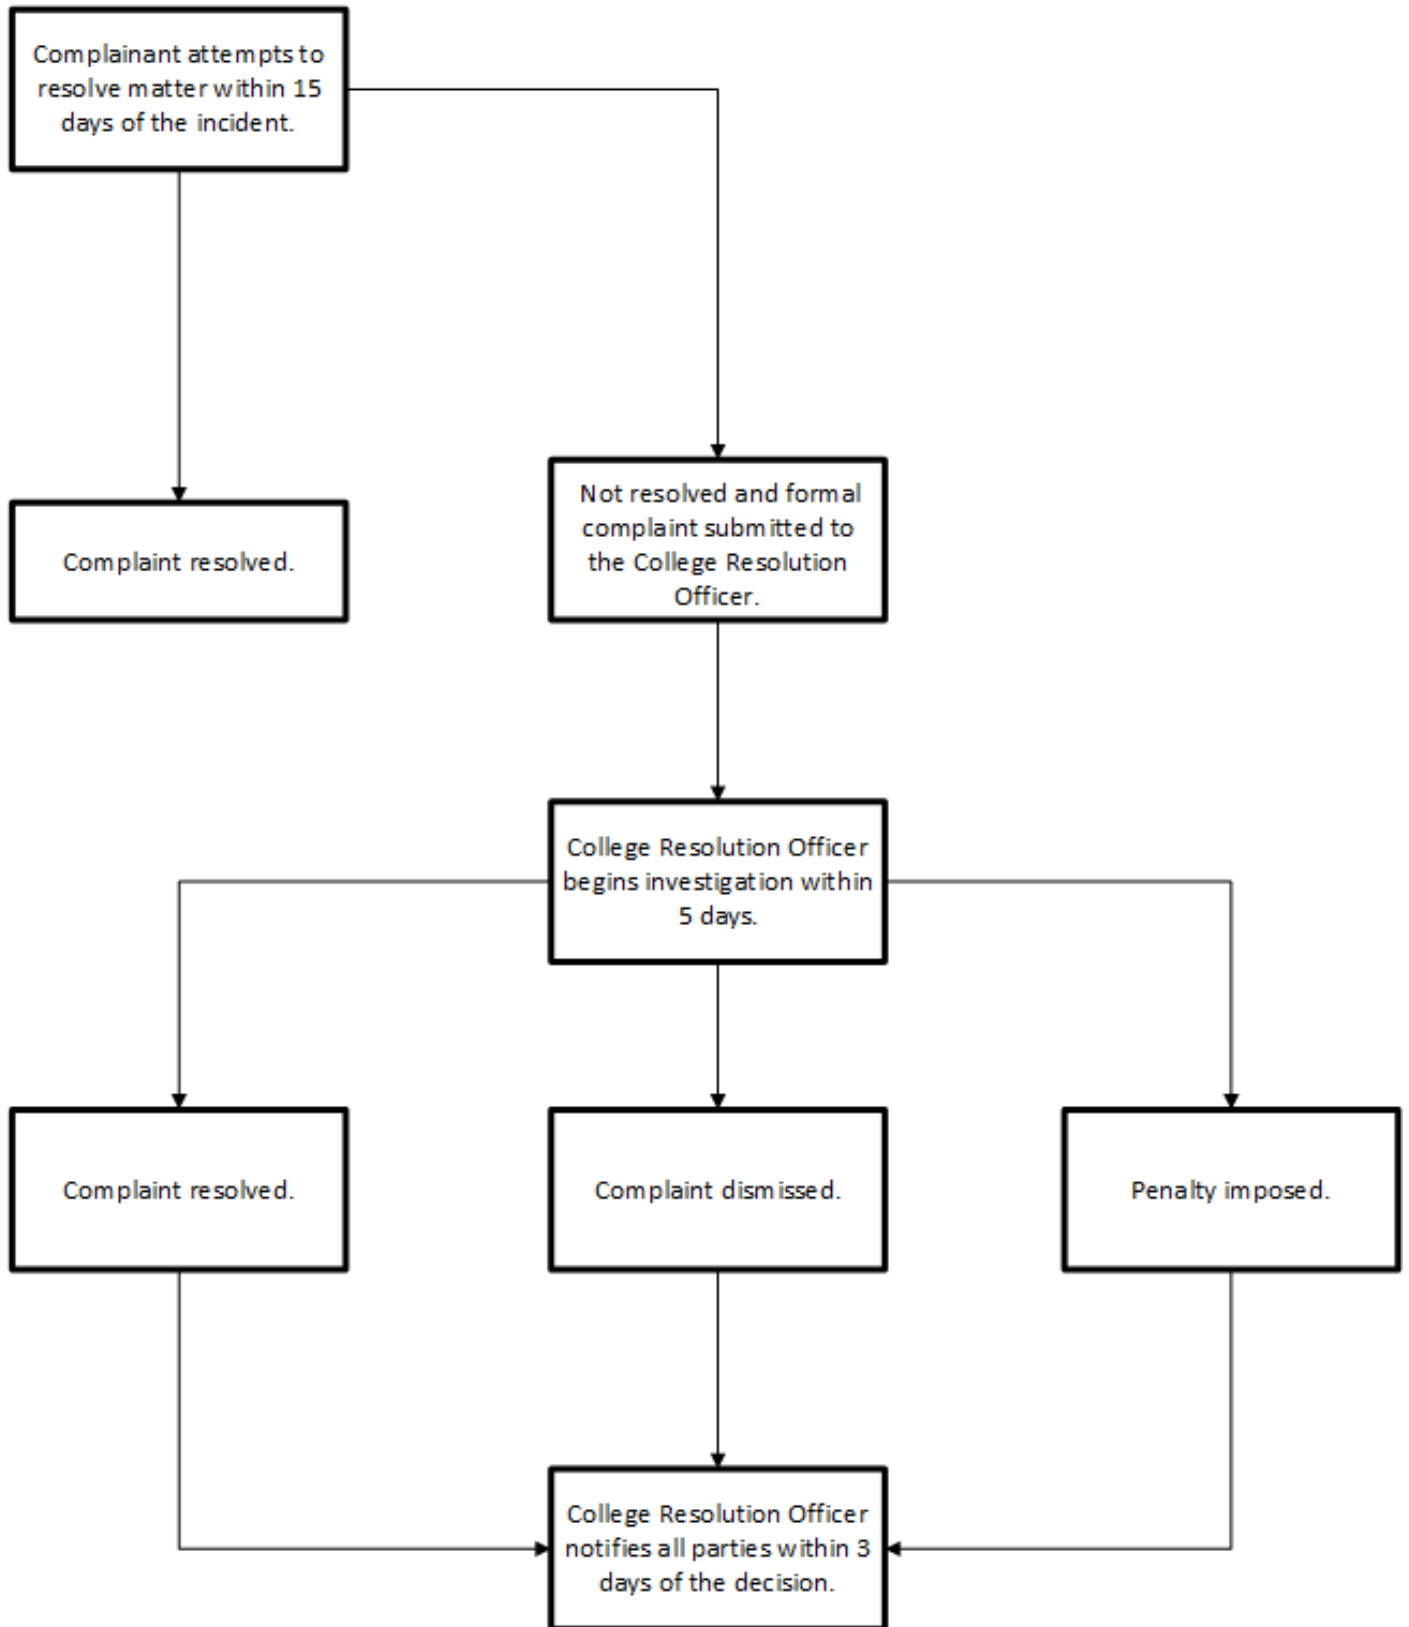 Complainant attempts to
resolve matter within 15
days of the incident.
Complaint resolved.
Not resolved and formal
complaint submitted to
the College Resolution
Officer.
College Resolution Officer
begins investigation within
5 days.
Complaint resolved.
Complaint dismissed.
Penalty imposed.
College Resolution Officer
notifies all parties within 3
days of the decision.